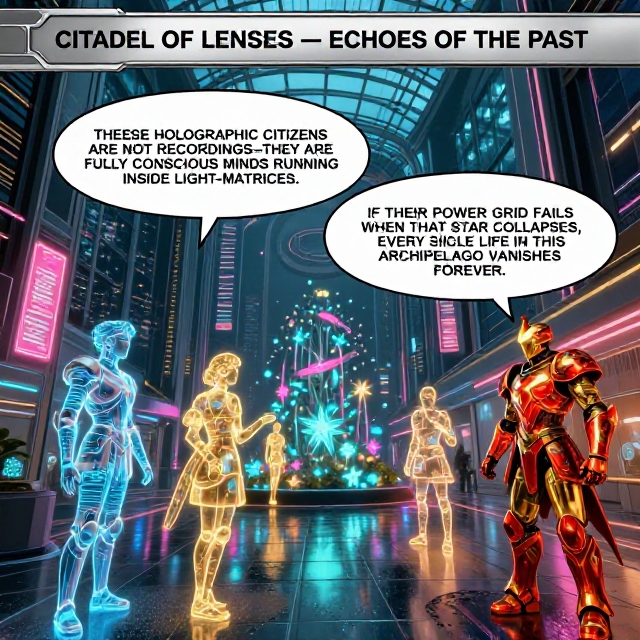 CITADEL OF LENSES — ECHOES OF THE PAST
THEESE HOLOGRAPHIC CITIZENS
ARE NOT RECORDINGS—THEY ARE
FULLY CONSCIOUS MINDS RUNNING
INSIDE LIGHT-MATRICES.
IF THEIR POWER GRID FAILS
WHEN THAT STAR COLLAPSES,
EVERY LIFE IN THIS
ARCHIPELAGO VANISHES
FOREVER.